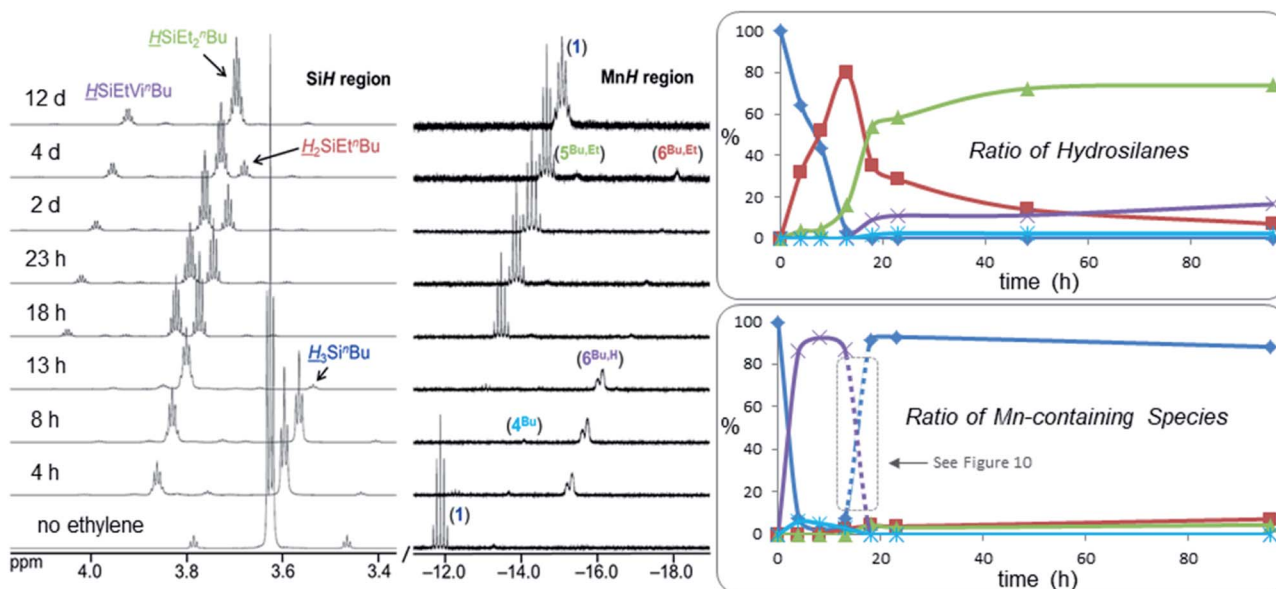 HSiEt₂ⁿBu
HSiEtViⁿBu
SiH region
(1)
MnH region
12 d
4 d
H₂SiEtⁿBu
(5ᴮᵘ,ᴱᵗ)
(6ᴮᵘ,ᴱᵗ)
2 d
23 h
18 h
13 h
H₃SiⁿBu
(6ᴮᵘ,ᴴ)
8 h
(4ᴮᵘ)
4 h
no ethylene
(1)
ppm
4.0 3.8 3.6 3.4
−12.0 −14.0 −16.0 −18.0
100
80
60
%
40
20
0
Ratio of Hydrosilanes
0 20 40 60 80
time (h)
100
80
60
%
40
20
0
Ratio of Mn-containing Species
See Figure 10
0 20 40 60 80
time (h)